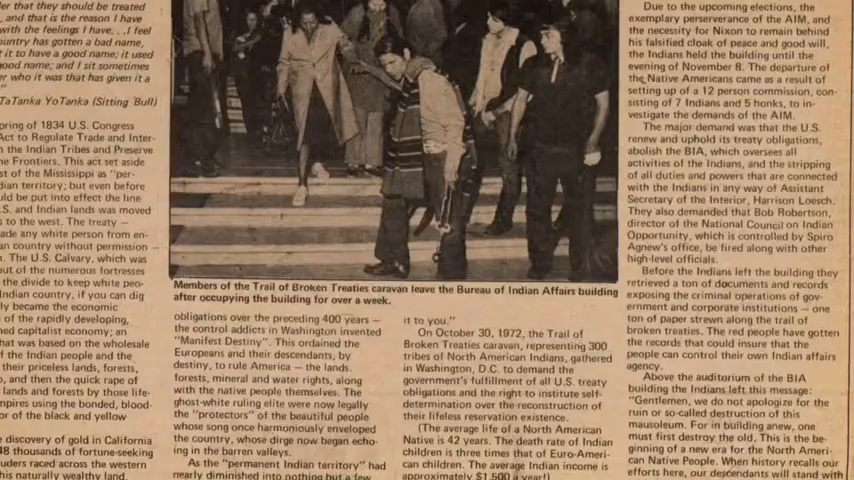 ler that they should be treated
, and that is the reason I have
with the feelings I have. . .I feel
ountry has gotten a bad name,
t it to have a good name; it used
good name; and I sit sometimes
er who it was that has given it a
"
TaTanka YoTanka (Sitting Bull)
pring of 1834 U.S. Congress
Act to Regulate Trade and Inter-
h the Indian Tribes and Preserve
he Frontiers. This act set aside
st of the Mississippi as "per-
dian territory; but even before
uld be put into effect the line
.S. and Indian lands was moved
s to the west. The treaty —
ade any white person from en-
an country without permission —
. The U.S. Calvary, which was
out of the numerous fortresses
the divide to keep white peo-
Indian country, if you can dig
ly became the economic
of the rapidly developing,
ned capitalist economy; an
hat was based on the wholesale
f the Indian people and the
their priceless lands, forests,
o, and then the quick rape of
lands and forests by those life-
mpires using the bonded, blood-
or of the black and yellow
e discovery of gold in California
48 thousands of fortune-seeking
uders raced across the western
his naturally wealthy land.
Members of the Trail of Broken Treaties caravan leave the Bureau of Indian Affairs building
after occupying the building for over a week.
obligations over the preceding 400 years —
the control addicts in Washington invented
"Manifest Destiny". This ordained the
Europeans and their descendants, by
destiny, to rule America — the lands,
forests, mineral and water rights, along
with the native people themselves. The
ghost-white ruling elite were now legally
the "protectors" of the beautiful people
whose song once harmoniously enveloped
the country, whose dirge now began echo-
ing in the barren valleys.
As the "permanent Indian territory" had
nearly diminished into nothing but a few
it to you."
On October 30, 1972, the Trail of
Broken Treaties caravan, representing 300
tribes of North American Indians, gathered
in Washington, D.C. to demand the
government's fulfillment of all U.S. treaty
obligations and the right to institute self-
determination over the reconstruction of
their lifeless reservation existence.
(The average life of a North American
Native is 42 years. The death rate of Indian
children is three times that of Euro-Ameri-
can children. The average Indian income is
approximately $1,500 a year!)
Due to the upcoming elections, the
exemplary perserverance of the AIM, and
the necessity for Nixon to remain behind
his falsified cloak of peace and good will,
the Indians held the building until the
evening of November 8. The departure of
the Native Americans came as a result of
setting up of a 12 person commission, con-
sisting of 7 Indians and 5 honks, to in-
vestigate the demands of the AIM.
The major demand was that the U.S.
renew and uphold its treaty obligations,
abolish the BIA, which oversees all
activities of the Indians, and the stripping
of all duties and powers that are connected
with the Indians in any way of Assistant
Secretary of the Interior, Harrison Loesch.
They also demanded that Bob Robertson,
director of the National Council on Indian
Opportunity, which is controlled by Spiro
Agnew's office, be fired along with other
high-level officials.
Before the Indians left the building they
retrieved a ton of documents and records
exposing the criminal operations of gov-
ernment and corporate institutions — one
ton of paper strewn along the trail of
broken treaties. The red people have gotten
the records that could insure that the
people can control their own Indian affairs
agency.
Above the auditorium of the BIA
building the Indians left this message:
"Gentlemen, we do not apologize for the
ruin or so-called destruction of this
mausoleum. For in building anew, one
must first destroy the old. This is the be-
ginning of a new era for the North Ameri-
can Native People. When history recalls our
efforts here, our descendants will stand with